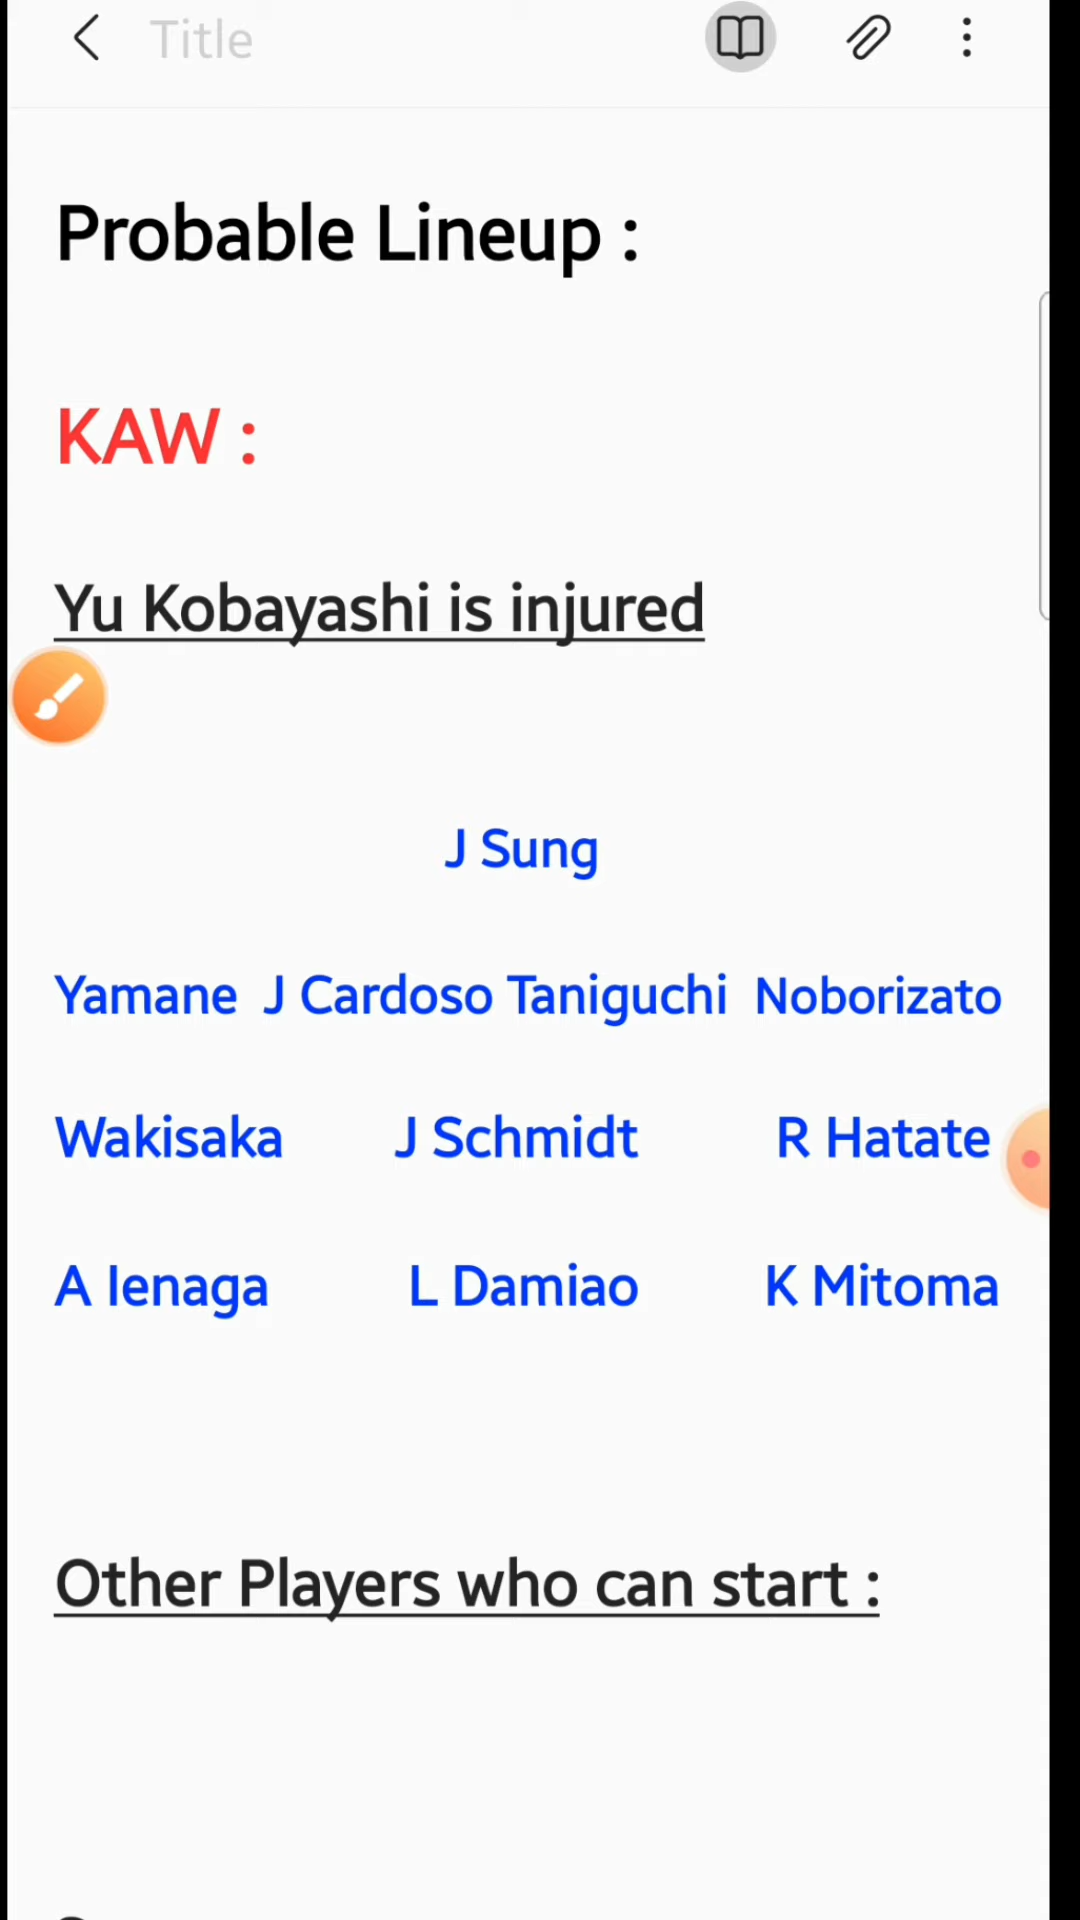 Title
Probable Lineup :
KAW :
Yu Kobayashi is injured
J Sung
Yamane J Cardoso Taniguchi Noborizato
Wakisaka J Schmidt R Hatate
A Ienaga L Damiao K Mitoma
Other Players who can start :